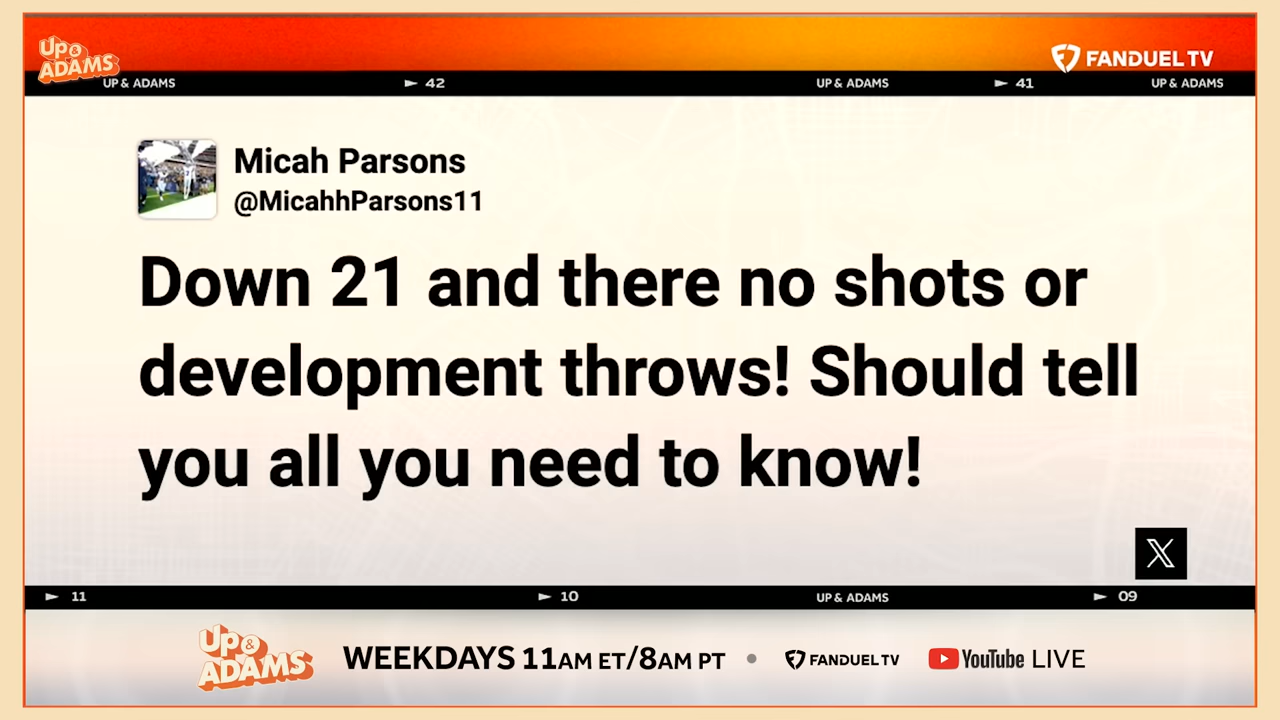 Up & ADAMS
FANDUEL TV
UP & ADAMS ► 42 UP & ADAMS ► 41 UP & ADAMS
Micah Parsons
@MicahhParsons11
Down 21 and there no shots or
development throws! Should tell
you all you need to know!
X
► 11 ► 10 UP & ADAMS ► 09
Up & ADAMS
WEEKDAYS 11AM ET/8AM PT • FANDUEL TV YouTube LIVE